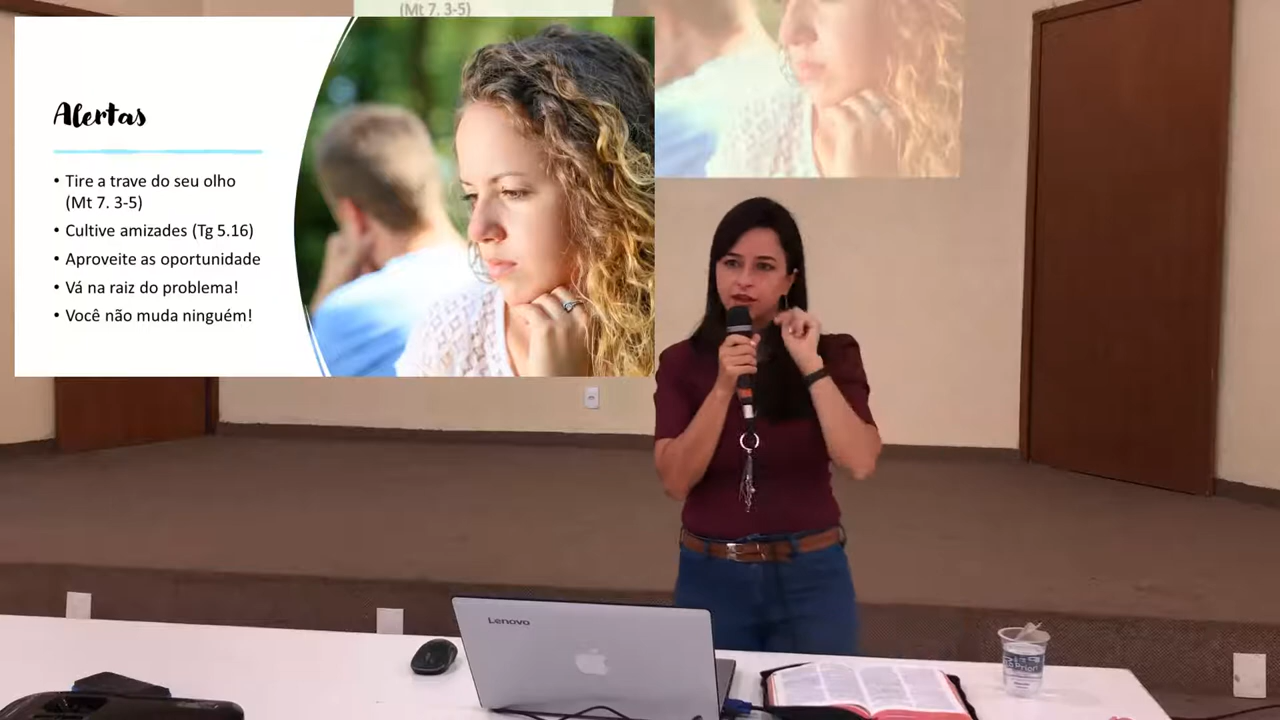 (Mt 7. 3-5)
Alertas
• Tire a trave do seu olho
(Mt 7. 3-5)
• Cultive amizades (Tg 5.16)
• Aproveite as oportunidade
• Vá na raiz do problema!
• Você não muda ninguém!
Lenovo